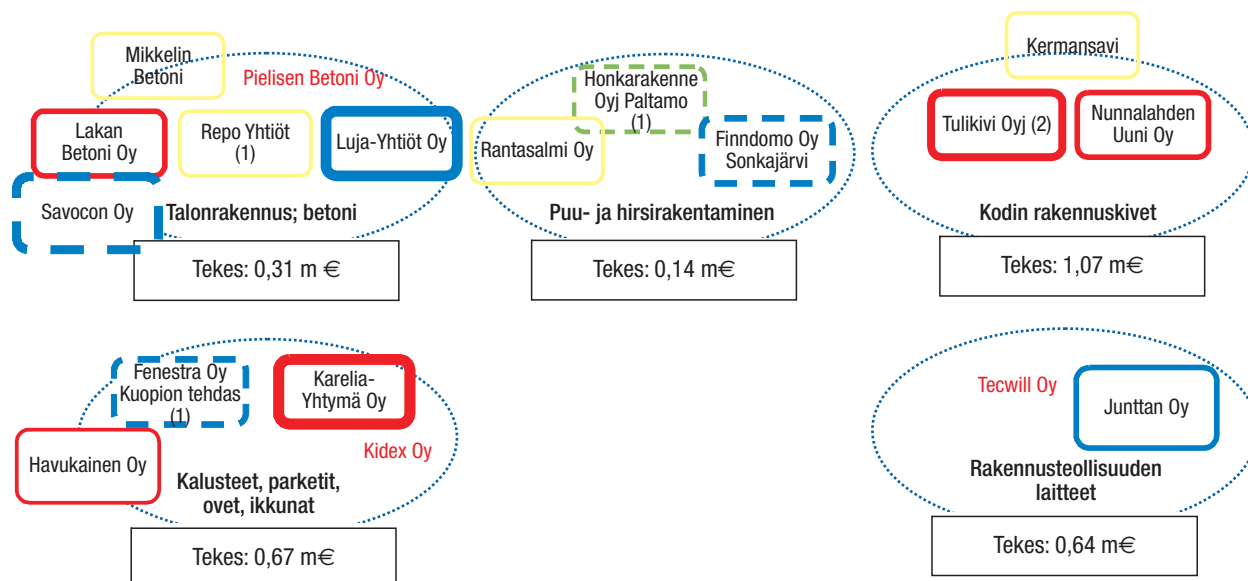 Mikkelin
Betoni
Pielisen Betoni Oy
Lakan
Betoni Oy
Repo Yhtiöt
(1)
Luja-Yhtiöt Oy
Savocon Oy
Talonrakennus; betoni
Tekes: 0,31 m €
Honkarakenne
Oyj Paltamo
(1)
Rantasalmi Oy
Finndomo Oy
Sonkajärvi
Puu- ja hirsirakentaminen
Tekes: 0,14 m€
Kermansavi
Tulikivi Oyj (2)
Nunnalahden
Uuni Oy
Kodin rakennuskivet
Tekes: 1,07 m€
Fenestra Oy
Kuopion tehdas
(1)
Karelia-
Yhtymä Oy
Havukainen Oy
Kidex Oy
Kalusteet, parketit,
ovet, ikkunat
Tekes: 0,67 m€
Tecwill Oy
Junttan Oy
Rakennusteollisuuden
laitteet
Tekes: 0,64 m€